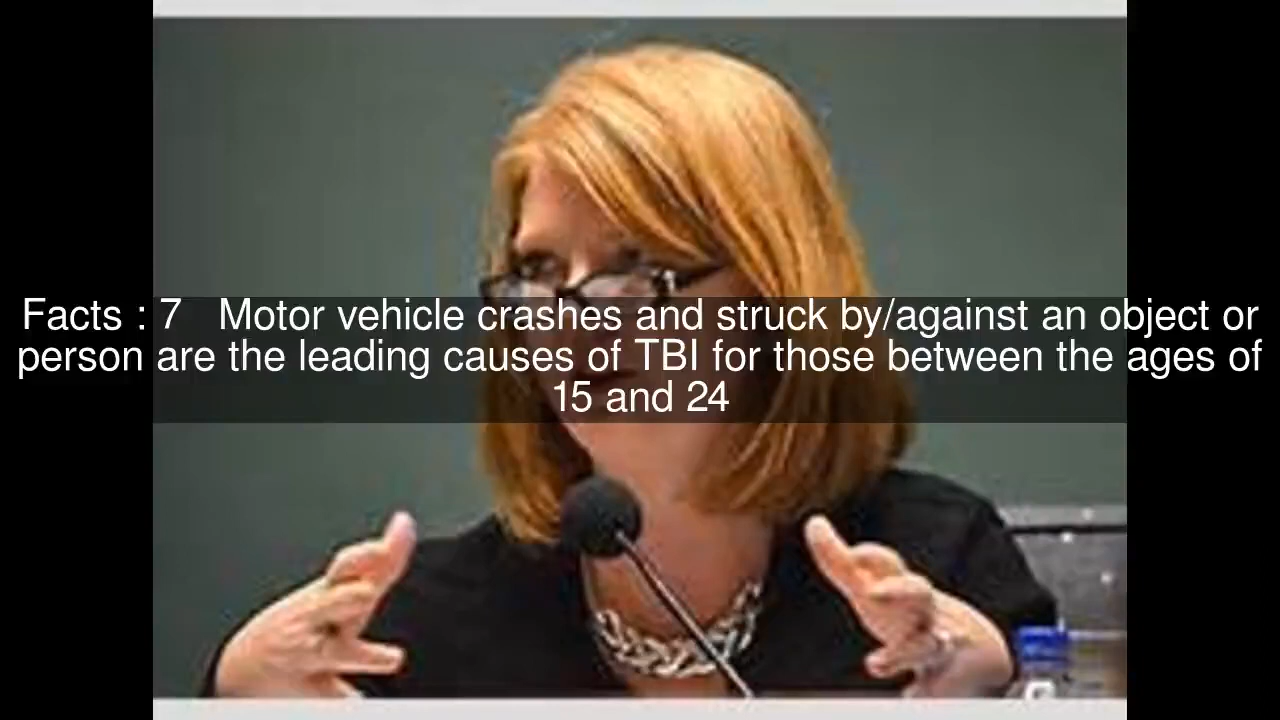 Facts : 7   Motor vehicle crashes and struck by/against an object or
person are the leading causes of TBI for those between the ages of
15 and 24